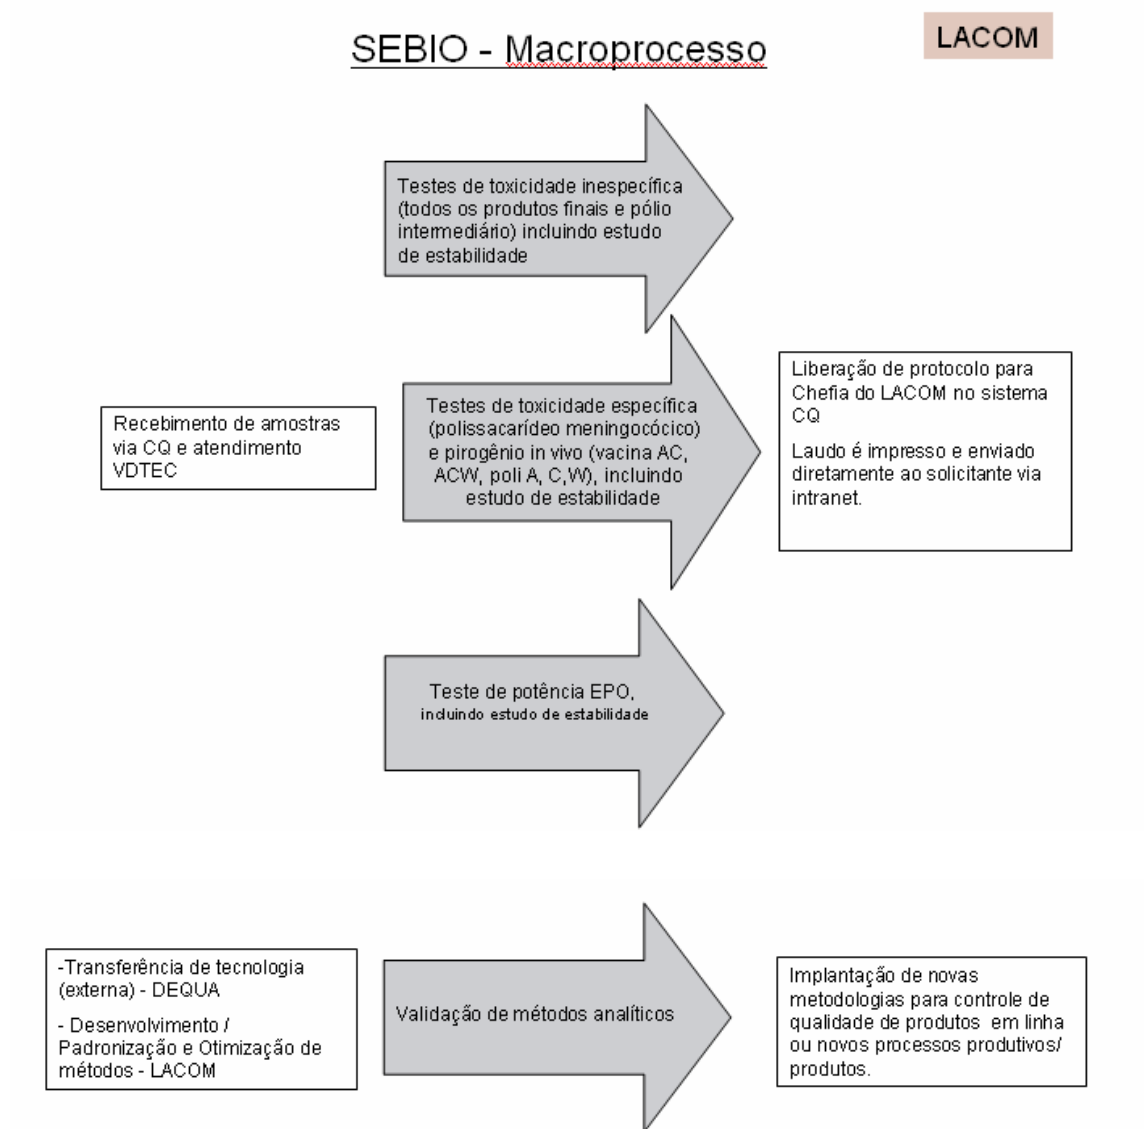 SEBIO - Macroprocesso
LACOM
Testes de toxicidade inespecífica
(todos os produtos finais e pólio
intermediário) incluindo estudo
de estabilidade
Recebimento de amostras
via CQ e atendimento
VDTEC
Testes de toxicidade específica
(polissacarídeo meningocócico)
e pirogênio in vivo (vacina AC,
ACW, poli A, C,W), incluindo
estudo de estabilidade
Liberação de protocolo para
Chefia do LACOM no sistema
CQ
Laudo é impresso e enviado
diretamente ao solicitante via
intranet.
Teste de potência EPO,
incluindo estudo de estabilidade
-Transferência de tecnologia
(externa) - DEQUA
- Desenvolvimento /
Padronização e Otimização de
métodos - LACOM
Validação de métodos analíticos
Implantação de novas
metodologias para controle de
qualidade de produtos em linha
ou novos processos produtivos/
produtos.